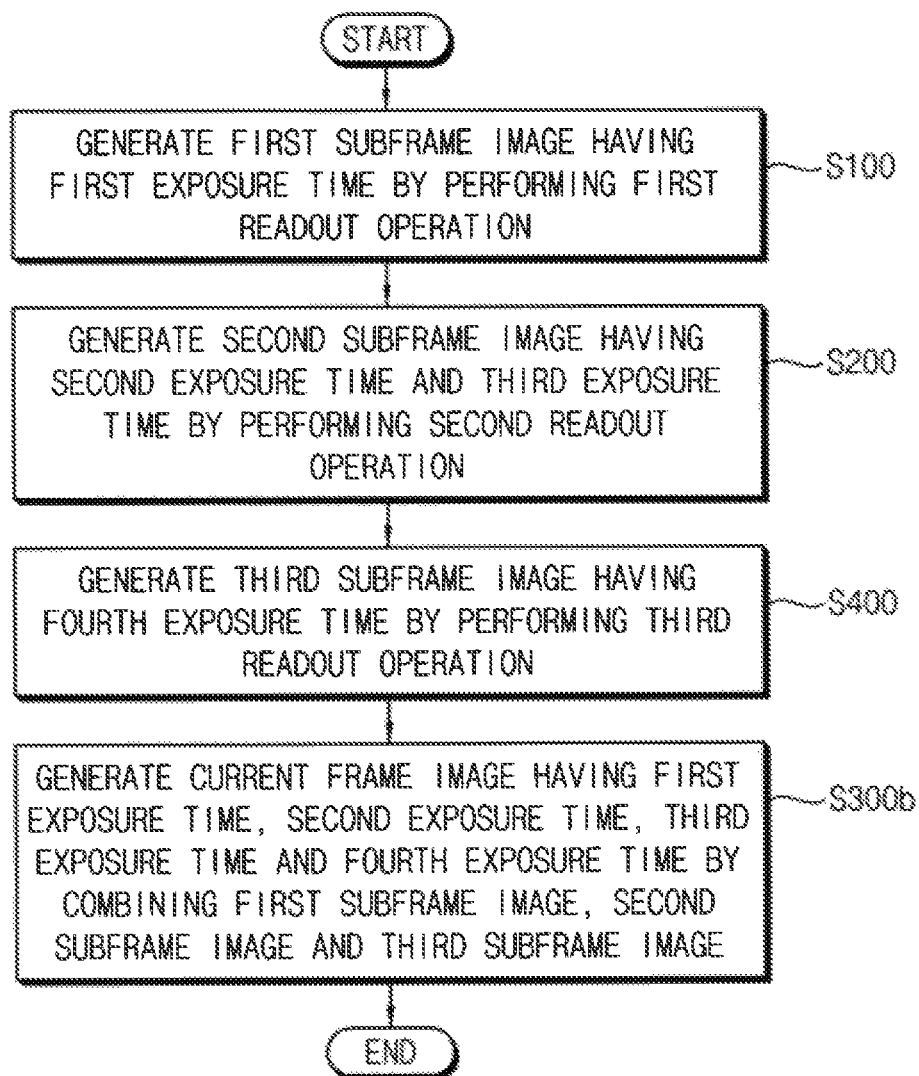 START
GENERATE FIRST SUBFRAME IMAGE HAVING
FIRST EXPOSURE TIME BY PERFORMING FIRST
READOUT OPERATION
S100
GENERATE SECOND SUBFRAME IMAGE HAVING
SECOND EXPOSURE TIME AND THIRD EXPOSURE
TIME BY PERFORMING SECOND READOUT
OPERATION
S200
GENERATE THIRD SUBFRAME IMAGE HAVING
FOURTH EXPOSURE TIME BY PERFORMING THIRD
READOUT OPERATION
S400
GENERATE CURRENT FRAME IMAGE HAVING FIRST
EXPOSURE TIME, SECOND EXPOSURE TIME, THIRD
EXPOSURE TIME AND FOURTH EXPOSURE TIME BY
COMBINING FIRST SUBFRAME IMAGE, SECOND
SUBFRAME IMAGE AND THIRD SUBFRAME IMAGE
S300b
END